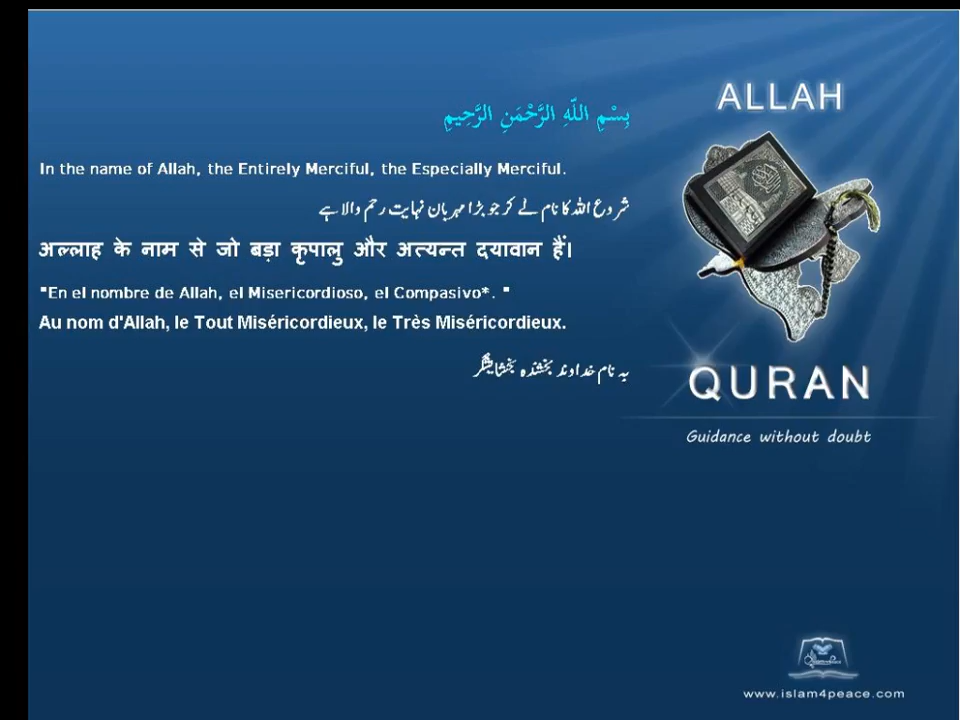 بِسْمِ اللَّهِ الرَّحْمَنِ الرَّحِيمِ
In the name of Allah, the Entirely Merciful, the Especially Merciful.
شروع الله کا نام لے کر جو بڑا مہربان نہایت رحم والا ہے
अल्लाह के नाम से जो बड़ा कृपालु और अत्यन्त दयावान हैं।
"En el nombre de Allah, el Misericordioso, el Compasivo*. "
Au nom d'Allah, le Tout Miséricordieux, le Très Miséricordieux.
به نام خداوند بخشنده بخشایشگر
ALLAH
QURAN
Guidance without doubt
www.islam4peace.com